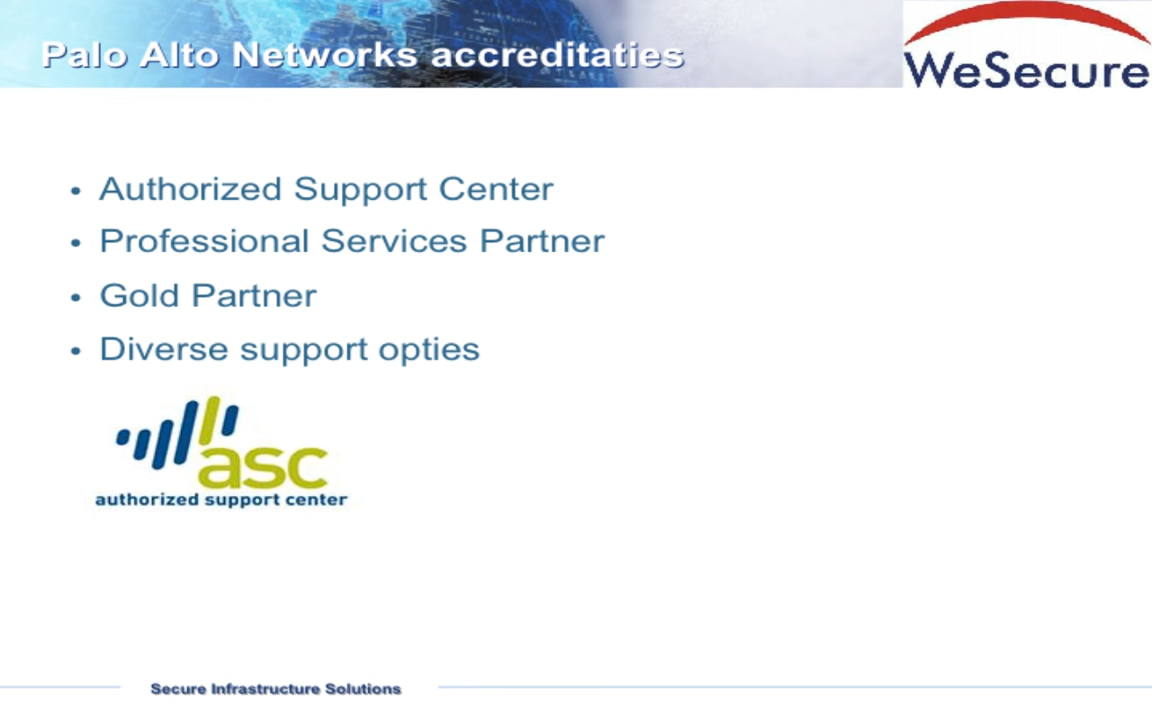 Palo Alto Networks accreditaties
WeSecure
• Authorized Support Center
• Professional Services Partner
• Gold Partner
• Diverse support opties
asc
authorized support center
Secure Infrastructure Solutions